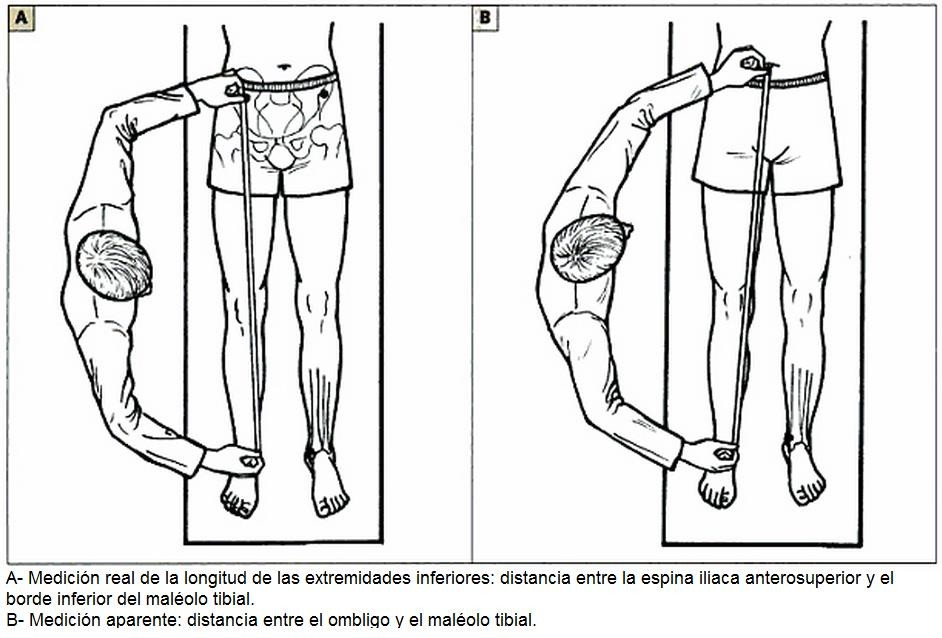 A
B
A- Medición real de la longitud de las extremidades inferiores: distancia entre la espina iliaca anterosuperior y el
borde inferior del maléolo tibial.
B- Medición aparente: distancia entre el ombligo y el maléolo tibial.